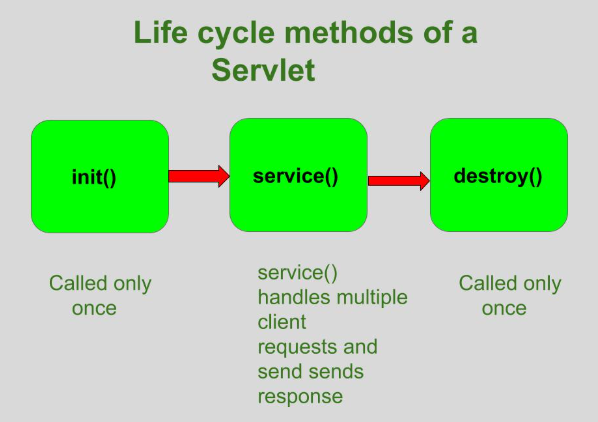 Life cycle methods of a
Servlet
init()
service()
destroy()
Called only
once
service()
handles multiple
client
requests and
send sends
response
Called only
once